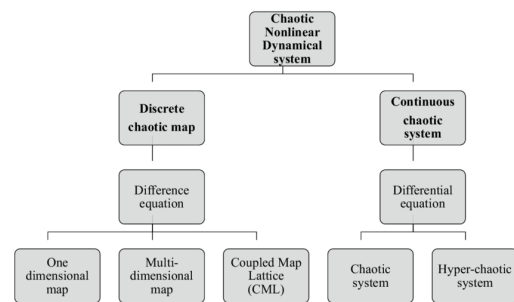 Chaotic
Nonlinear
Dynamical
system
Discrete
chaotic map
Continuous
chaotic
system
Difference
equation
Differential
equation
One
dimensional
map
Multi-
dimensional
map
Coupled Map
Lattice
(CML)
Chaotic
system
Hyper-chaotic
system